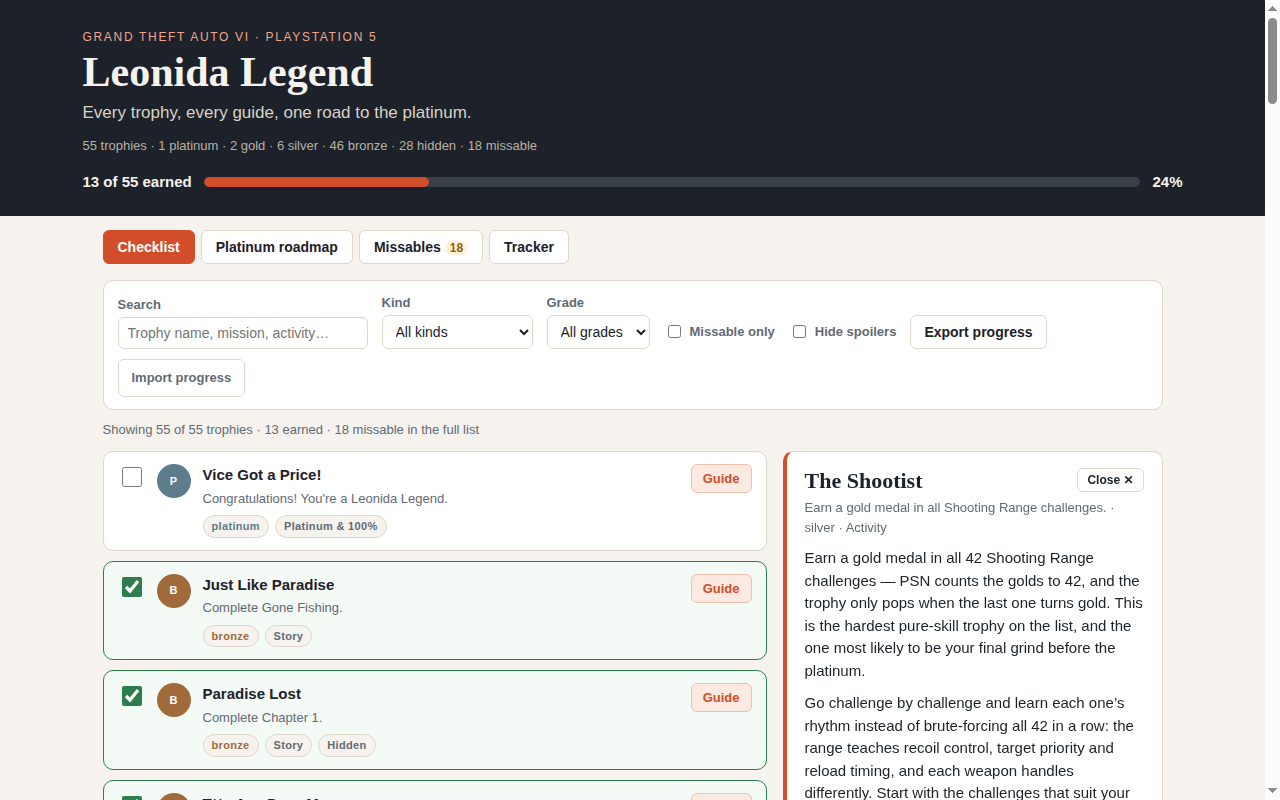 GRAND THEFT AUTO VI · PLAYSTATION 5
Leonida Legend
Every trophy, every guide, one road to the platinum.
55 trophies · 1 platinum · 2 gold · 6 silver · 46 bronze · 28 hidden · 18 missable
13 of 55 earned
24%
Checklist
Platinum roadmap
Missables 18
Tracker
Search
Kind
Grade
Trophy name, mission, activity…
All kinds
All grades
Missable only
Hide spoilers
Export progress
Import progress
Showing 55 of 55 trophies · 13 earned · 18 missable in the full list
P
Vice Got a Price!
Guide
Congratulations! You're a Leonida Legend.
platinum
Platinum & 100%
B
Just Like Paradise
Guide
Complete Gone Fishing.
bronze
Story
B
Paradise Lost
Guide
Complete Chapter 1.
bronze
Story
Hidden
The Shootist
Close ✕
Earn a gold medal in all Shooting Range challenges. ·
silver · Activity
Earn a gold medal in all 42 Shooting Range
challenges — PSN counts the golds to 42, and the
trophy only pops when the last one turns gold. This
is the hardest pure-skill trophy on the list, and the
one most likely to be your final grind before the
platinum.
Go challenge by challenge and learn each one’s
rhythm instead of brute-forcing all 42 in a row: the
range teaches recoil control, target priority and
reload timing, and each weapon handles
differently. Start with the challenges that suit your